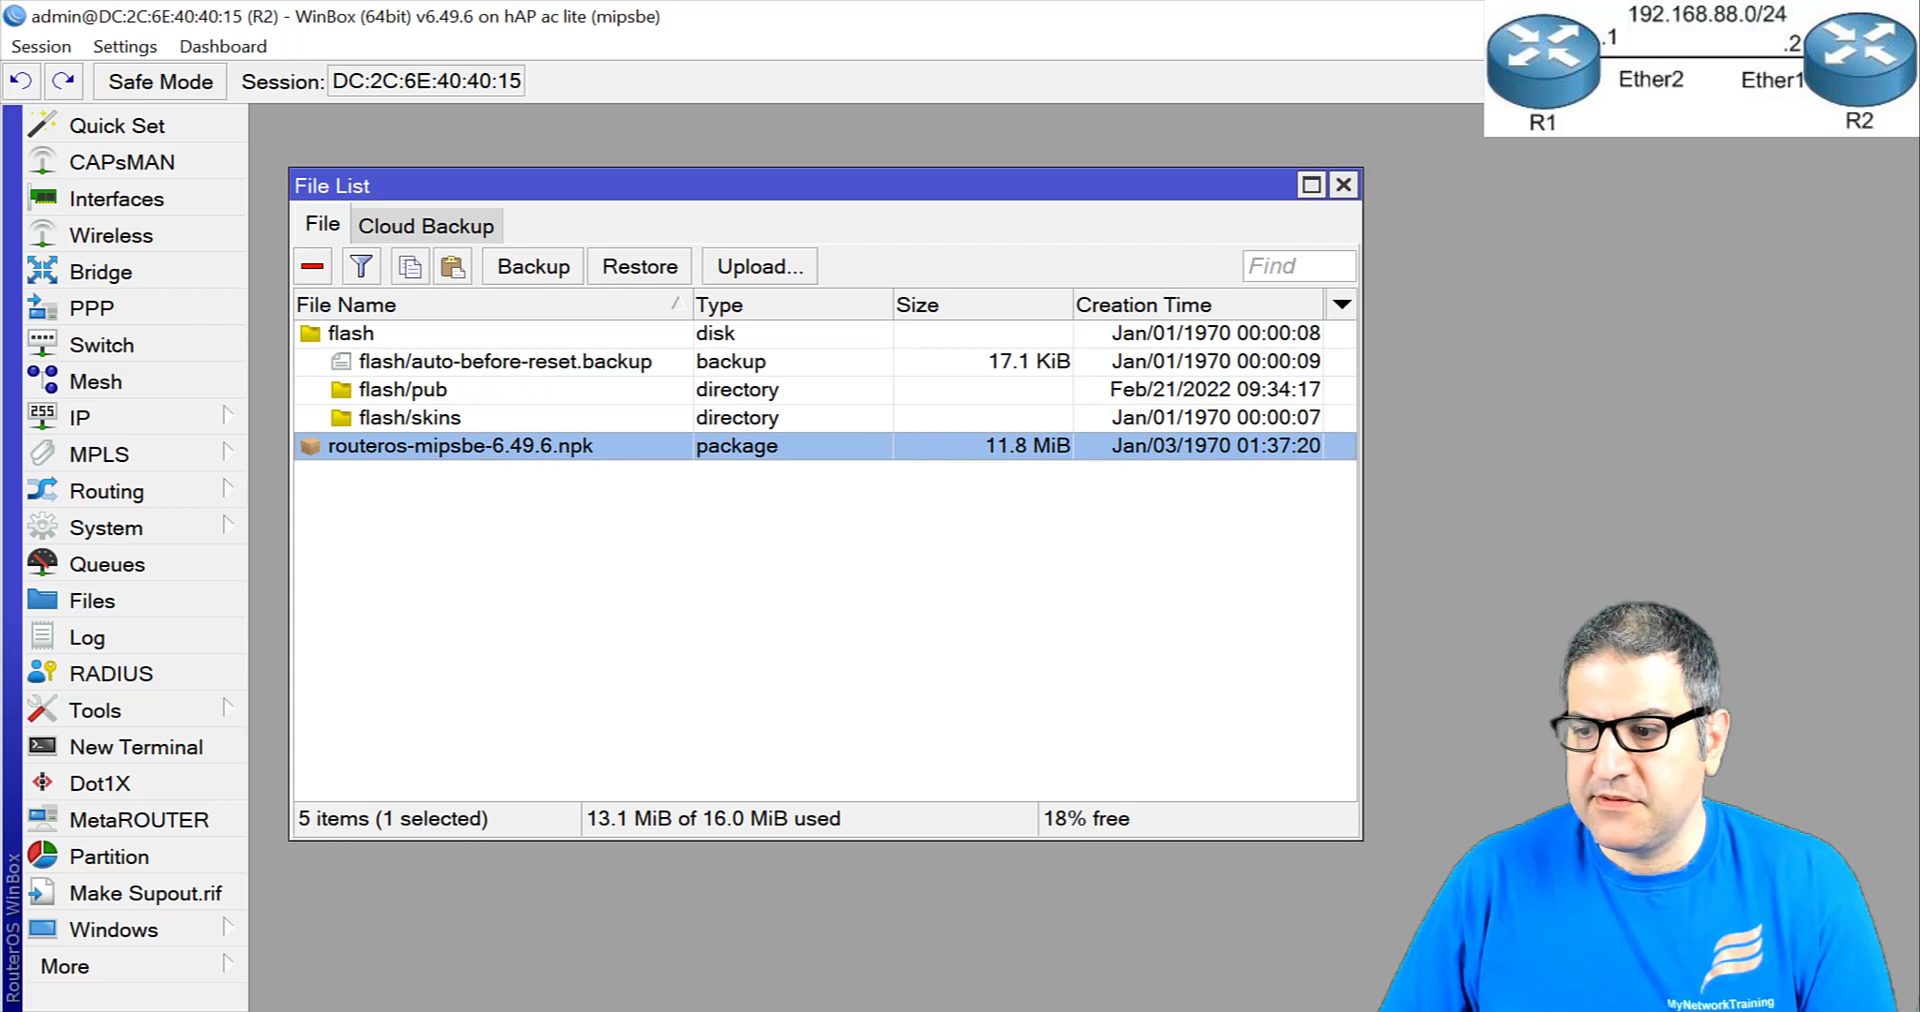 admin@DC:2C:6E:40:40:15 (R2) - WinBox (64bit) v6.49.6 on hAP ac lite (mipsbe)
Session Settings Dashboard
Safe Mode Session: DC:2C:6E:40:40:15
192.168.88.0/24
.1 .2
Ether2 Ether1
R1 R2
Quick Set
CAPsMAN
Interfaces
Wireless
Bridge
PPP
Switch
Mesh
255 IP
MPLS
Routing
System
Queues
Files
Log
RADIUS
Tools
New Terminal
Dot1X
MetaROUTER
Partition
Make Supout.rif
Windows
More
RouterOS WinBox
File List
File Cloud Backup
Backup Restore Upload... Find
File Name Type Size Creation Time
flash disk Jan/01/1970 00:00:08
flash/auto-before-reset.backup backup 17.1 KiB Jan/01/1970 00:00:09
flash/pub directory Feb/21/2022 09:34:17
flash/skins directory Jan/01/1970 00:00:07
routeros-mipsbe-6.49.6.npk package 11.8 MiB Jan/03/1970 01:37:20
5 items (1 selected) 13.1 MiB of 16.0 MiB used 18% free
MyNetworkTraining